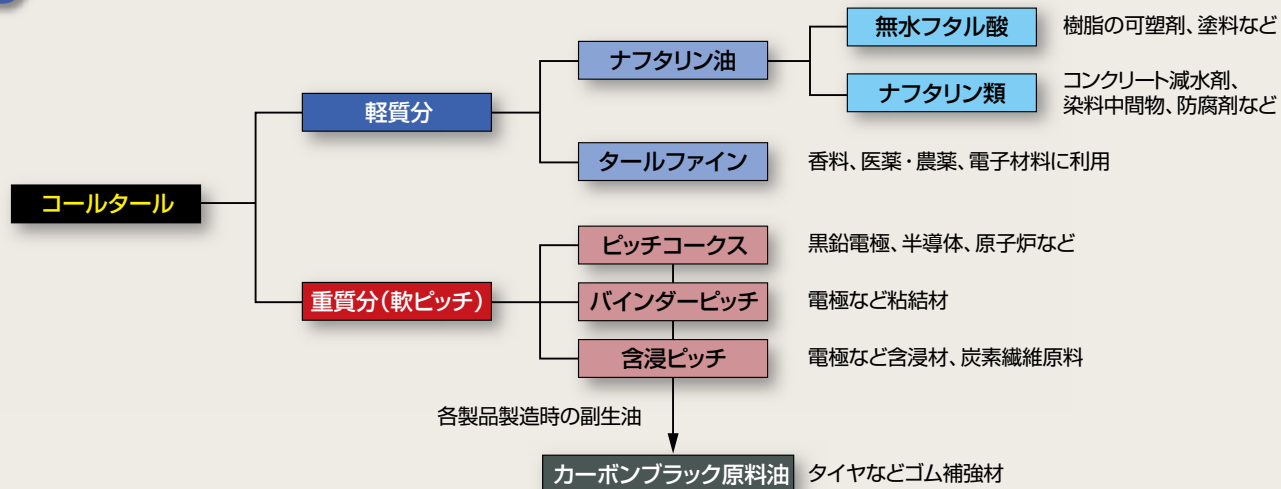 コールタール
軽質分
ナフタリン油
無水フタル酸
樹脂の可塑剤、塗料など
ナフタリン類
コンクリート減水剤、
染料中間物、防腐剤など
タールファイン
香料、医薬・農薬、電子材料に利用
重質分(軟ピッチ)
ピッチコークス
黒鉛電極、半導体、原子炉など
バインダーピッチ
電極など粘結材
含浸ピッチ
電極など含浸材、炭素繊維原料
各製品製造時の副生油
カーボンブラック原料油
タイヤなどゴム補強材